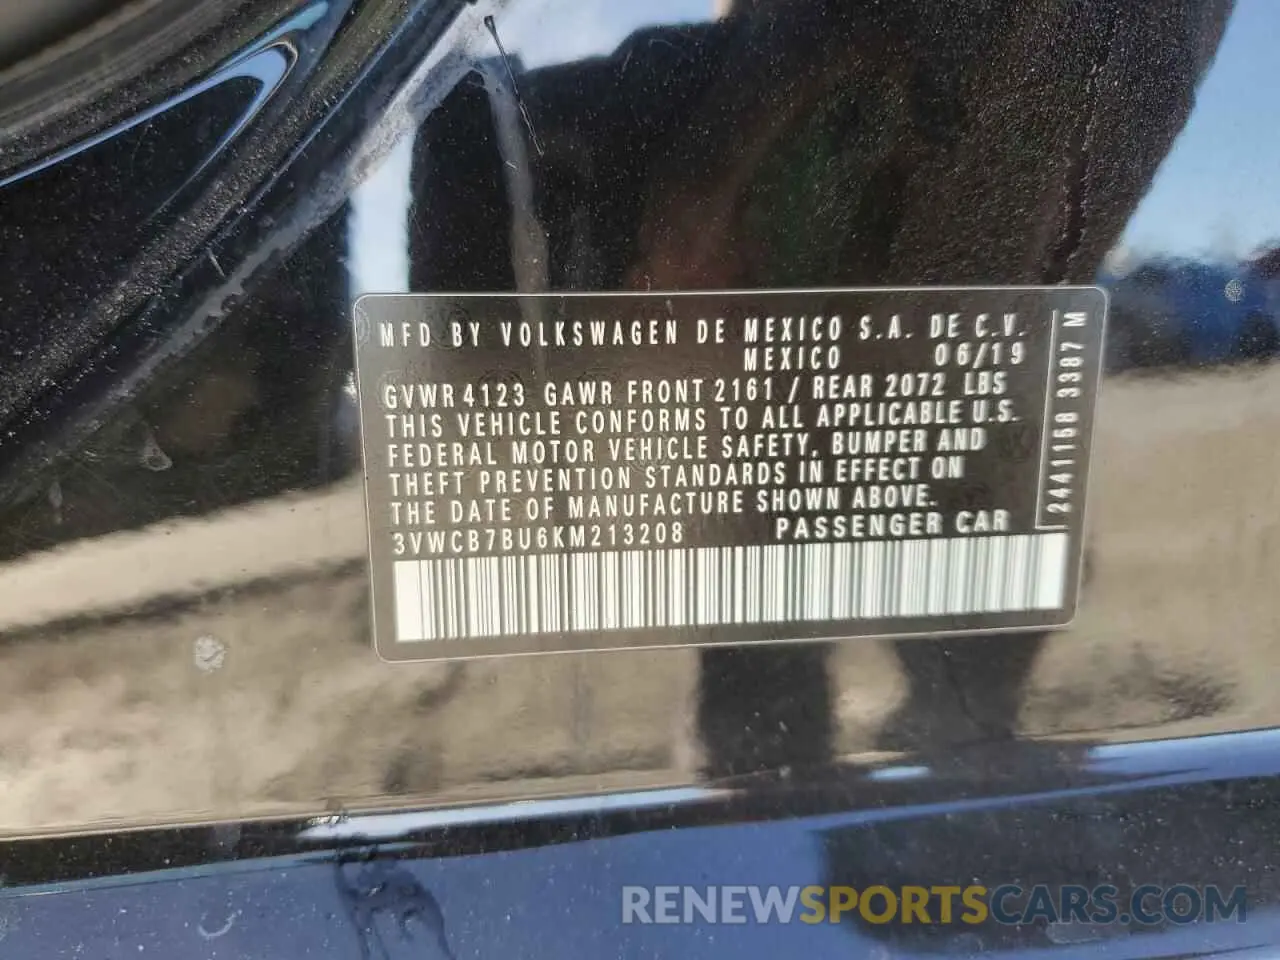 MFD BY VOLKSWAGEN DE MEXICO S.A. DE C.V.
MEXICO 06/19
GVWR 4123 GAWR FRONT 2161 / REAR 2072 LBS
THIS VEHICLE CONFORMS TO ALL APPLICABLE U.S.
FEDERAL MOTOR VEHICLE SAFETY, BUMPER AND
THEFT PREVENTION STANDARDS IN EFFECT ON
THE DATE OF MANUFACTURE SHOWN ABOVE.
3VWCB7BU6KM213208 PASSENGER CAR
2441158 3387 M
RENEWSPORTSCARS.COM